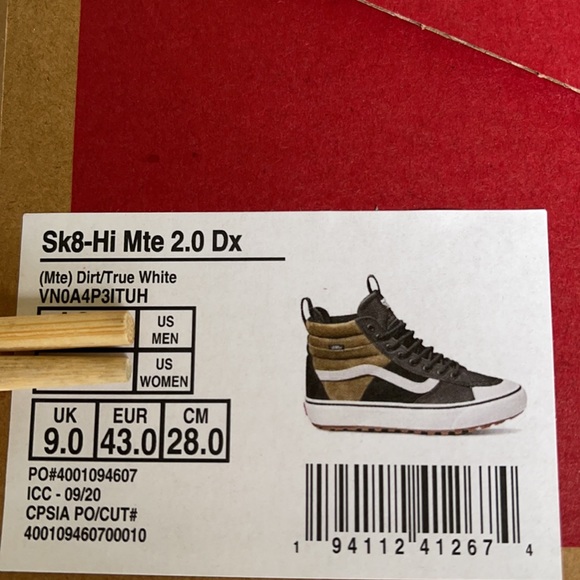 Sk8-Hi Mte 2.0 Dx
(Mte) Dirt/True White
VN0A4P3ITUH
US
MEN
US
WOMEN
UK EUR CM
9.0 43.0 28.0
PO#4001094607
ICC - 09/20
CPSIA PO/CUT#
400109460700010
1 94112 41267 4